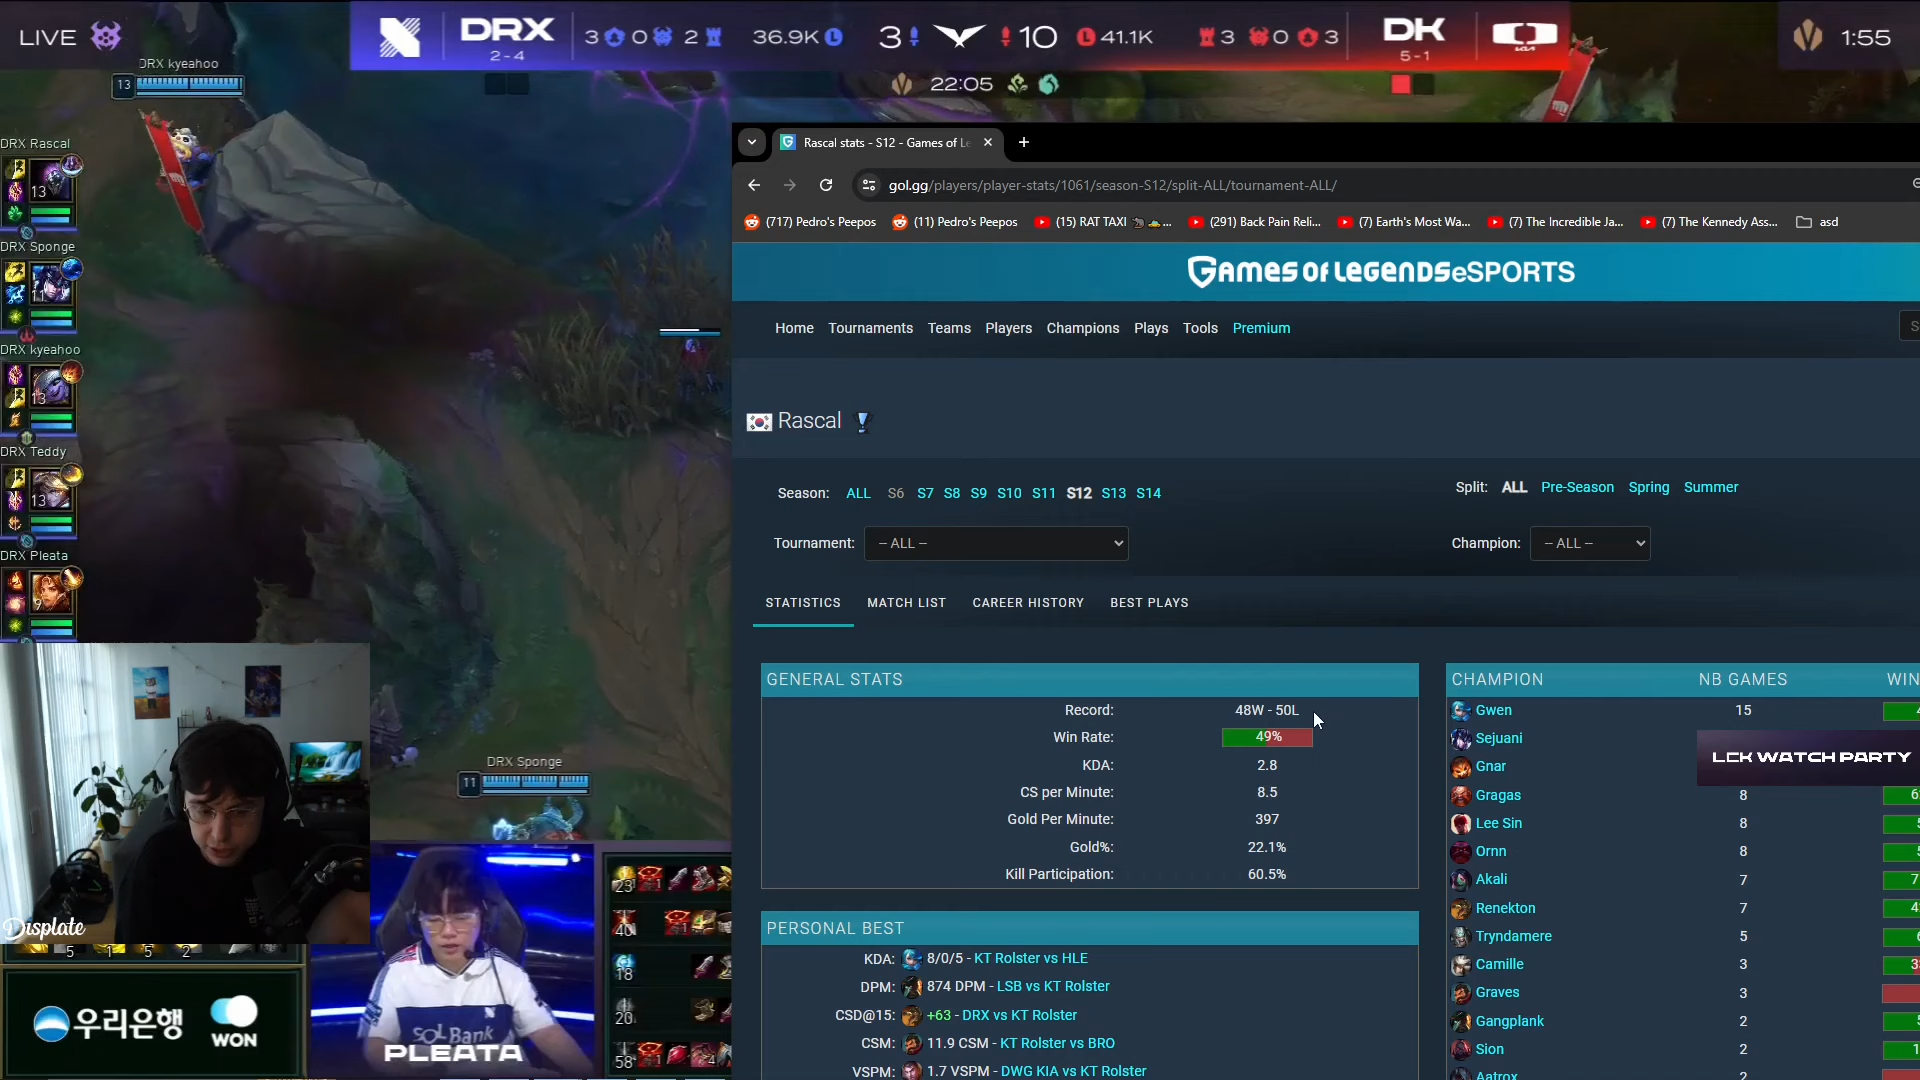 LIVE
DRX
2 - 4
3 0 2
36.9K
3
10
41.1K
3 0 3
DK
5 - 1
1:55
22:05
DRX kyeahoo
13
DRX Rascal
13
DRX Sponge
11
DRX kyeahoo
13
DRX Teddy
13
DRX Pleata
9
Rascal stats - S12 - Games of Le
gol.gg/players/player-stats/1061/season-S12/split-ALL/tournament-ALL/
(717) Pedro's Peepos
(11) Pedro's Peepos
(15) RAT TAXI
(291) Back Pain Reli...
(7) Earth's Most Wa...
(7) The Incredible Ja...
(7) The Kennedy Ass...
asd
GAMES OF LEGENDS eSPORTS
Home Tournaments Teams Players Champions Plays Tools Premium
Rascal
Season: ALL S6 S7 S8 S9 S10 S11 S12 S13 S14
Split: ALL Pre-Season Spring Summer
Tournament: -- ALL --
Champion: -- ALL --
STATISTICS MATCH LIST CAREER HISTORY BEST PLAYS
GENERAL STATS
Record: 48W - 50L
Win Rate: 49%
KDA: 2.8
CS per Minute: 8.5
Gold Per Minute: 397
Gold%: 22.1%
Kill Participation: 60.5%
PERSONAL BEST
KDA: 8/0/5 - KT Rolster vs HLE
DPM: 874 DPM - LSB vs KT Rolster
CSD@15: +63 - DRX vs KT Rolster
CSM: 11.9 CSM - KT Rolster vs BRO
VSPM: 1.7 VSPM - DWG KIA vs KT Rolster
CHAMPION NB GAMES WIN
Gwen 15
Sejuani
Gnar
Gragas 8
Lee Sin 8
Ornn 8
Akali 7
Renekton 7
Tryndamere 5
Camille 3
Graves 3
Gangplank 2
Sion 2
Aatrox 2
LCK WATCH PARTY
DRX Sponge
11
Displate
5 1 5 2
우리은행
WON
SOLBank
PLEATA
23
40
18
20
58